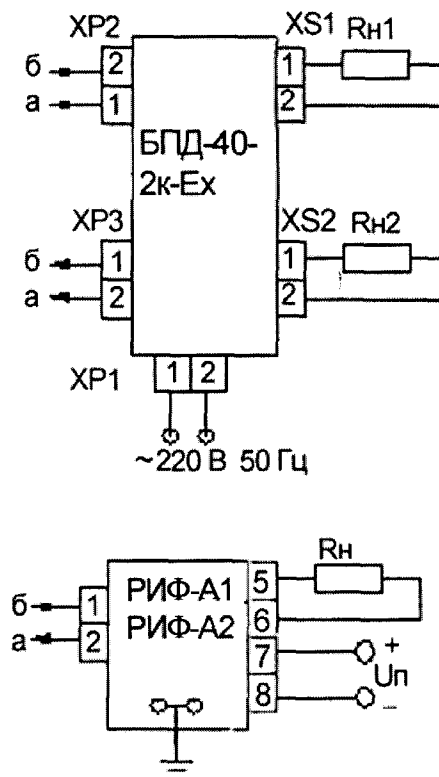 XP2 XS1 Rн1
б 2 1
а 1 2
БПД-40-
2к-Ex
XP3 XS2 Rн2
б 1 1
а 2 2
XP1 1 2
~220 В 50 Гц
Rн
РИФ-А1 5
б 1 6
РИФ-А2
а 2 7 +
Uп
8 -